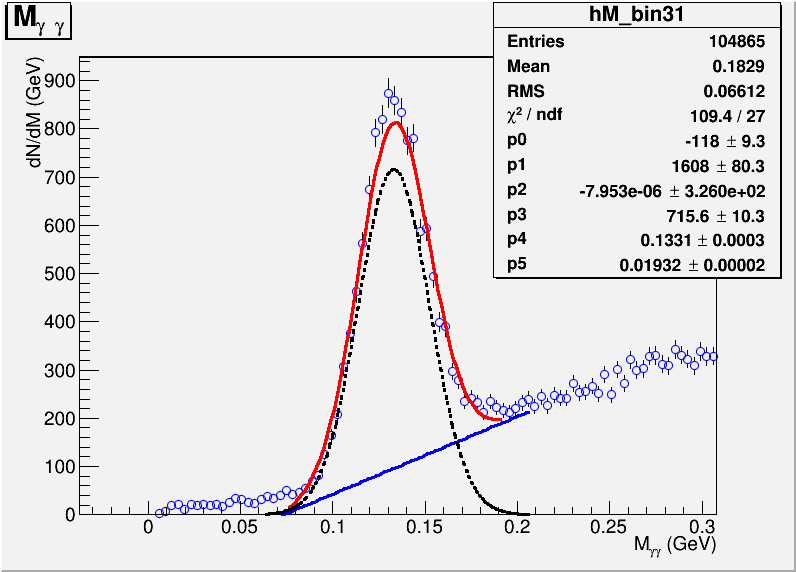 Mγ γ
hM_bin31
Entries 104865
Mean 0.1829
RMS 0.06612
χ² / ndf 109.4 / 27
p0 -118 ± 9.3
p1 1608 ± 80.3
p2 -7.953e-06 ± 3.260e+02
p3 715.6 ± 10.3
p4 0.1331 ± 0.0003
p5 0.01932 ± 0.00002
dN/dM (GeV)
900
800
700
600
500
400
300
200
100
0
0 0.05 0.1 0.15 0.2 0.25 0.3
Mγγ (GeV)